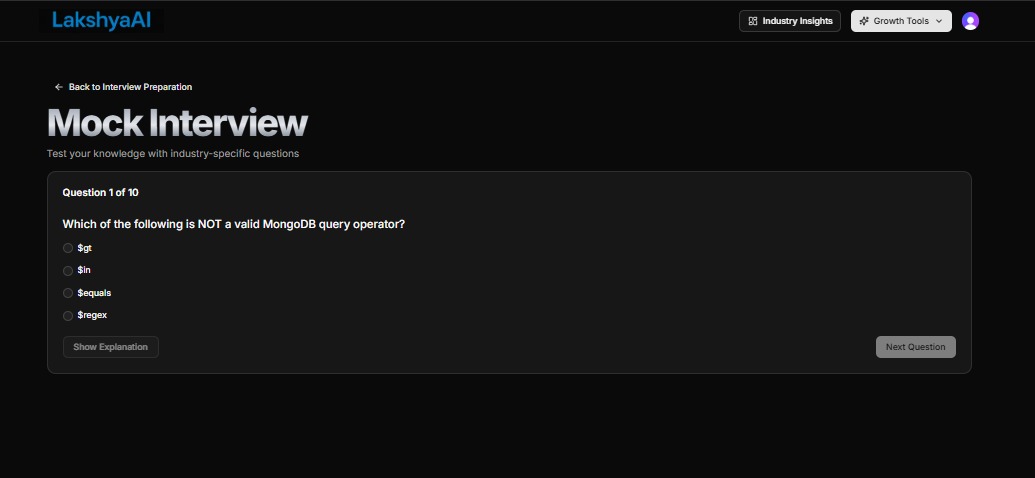 LakshyaAI
Industry Insights
Growth Tools
Back to Interview Preparation
Mock Interview
Test your knowledge with industry-specific questions
Question 1 of 10
Which of the following is NOT a valid MongoDB query operator?
$gt
$in
$equals
$regex
Show Explanation
Next Question